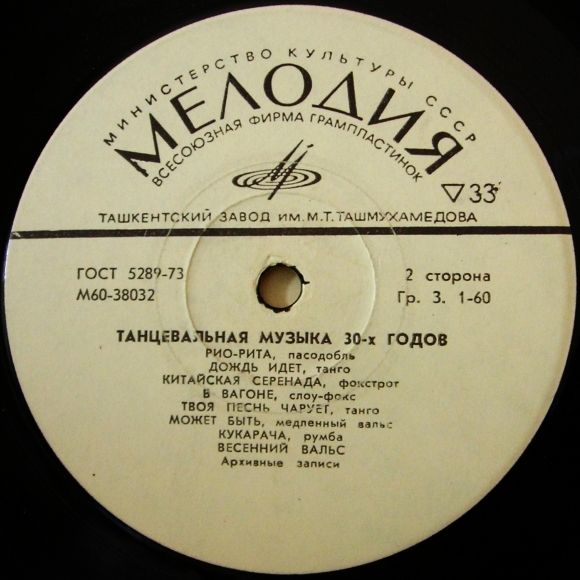 МИНИСТЕРСТВО КУЛЬТУРЫ СССР
МЕЛОДИЯ
ВСЕСОЮЗНАЯ ФИРМА ГРАМПЛАСТИНОК
▽ 33
ТАШКЕНТСКИЙ ЗАВОД ИМ. М.Т. ТАШМУХАМЕДОВА
ГОСТ 5289-73 2 сторона
М60-38032 Гр. 3. 1-60
ТАНЦЕВАЛЬНАЯ МУЗЫКА 30-х ГОДОВ
РИО-РИТА, пасодобль
ДОЖДЬ ИДЕТ, танго
КИТАЙСКАЯ СЕРЕНАДА, фокстрот
В ВАГОНЕ, слоу-фокс
ТВОЯ ПЕСНЬ ЧАРУЕТ, танго
МОЖЕТ БЫТЬ, медленный вальс
КУКАРАЧА, румба
ВЕСЕННИЙ ВАЛЬС
Архивные записи